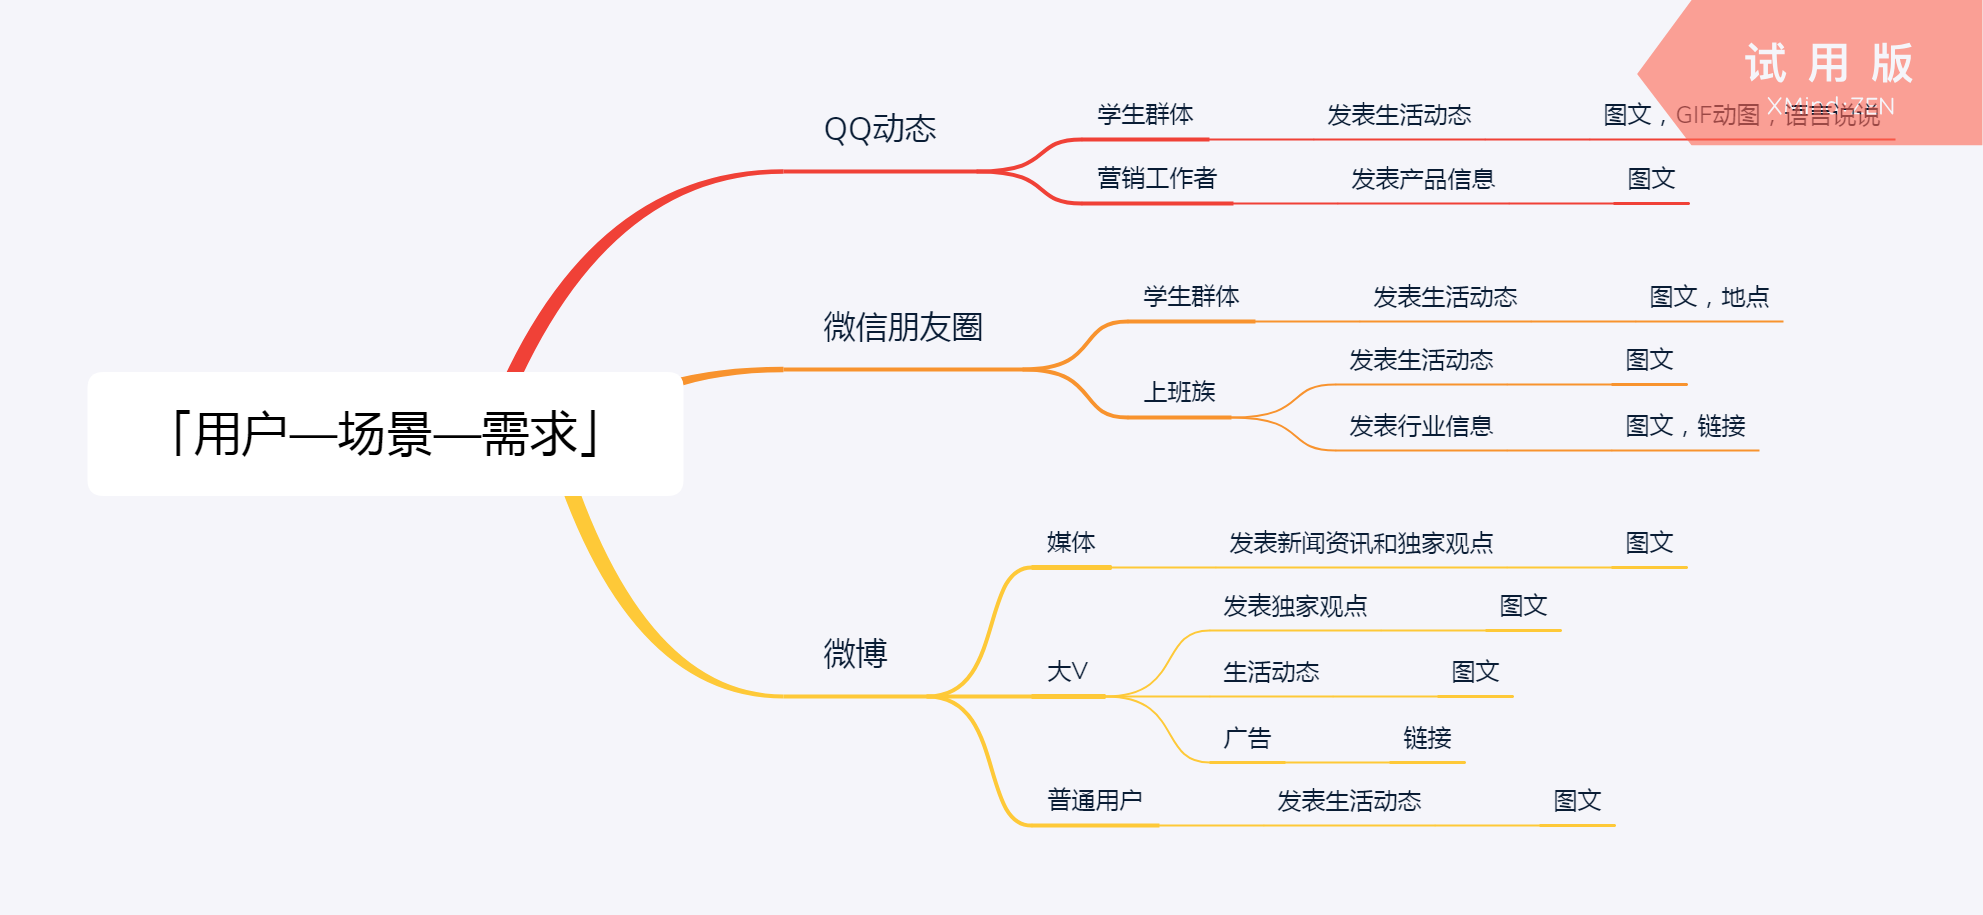 试用版
XMind:ZEN
QQ动态
学生群体
发表生活动态
图文，GIF动图，语言说说
营销工作者
发表产品信息
图文
微信朋友圈
学生群体
发表生活动态
图文，地点
上班族
发表生活动态
图文
发表行业信息
图文，链接
「用户—场景—需求」
微博
媒体
发表新闻资讯和独家观点
图文
大V
发表独家观点
图文
生活动态
图文
广告
链接
普通用户
发表生活动态
图文